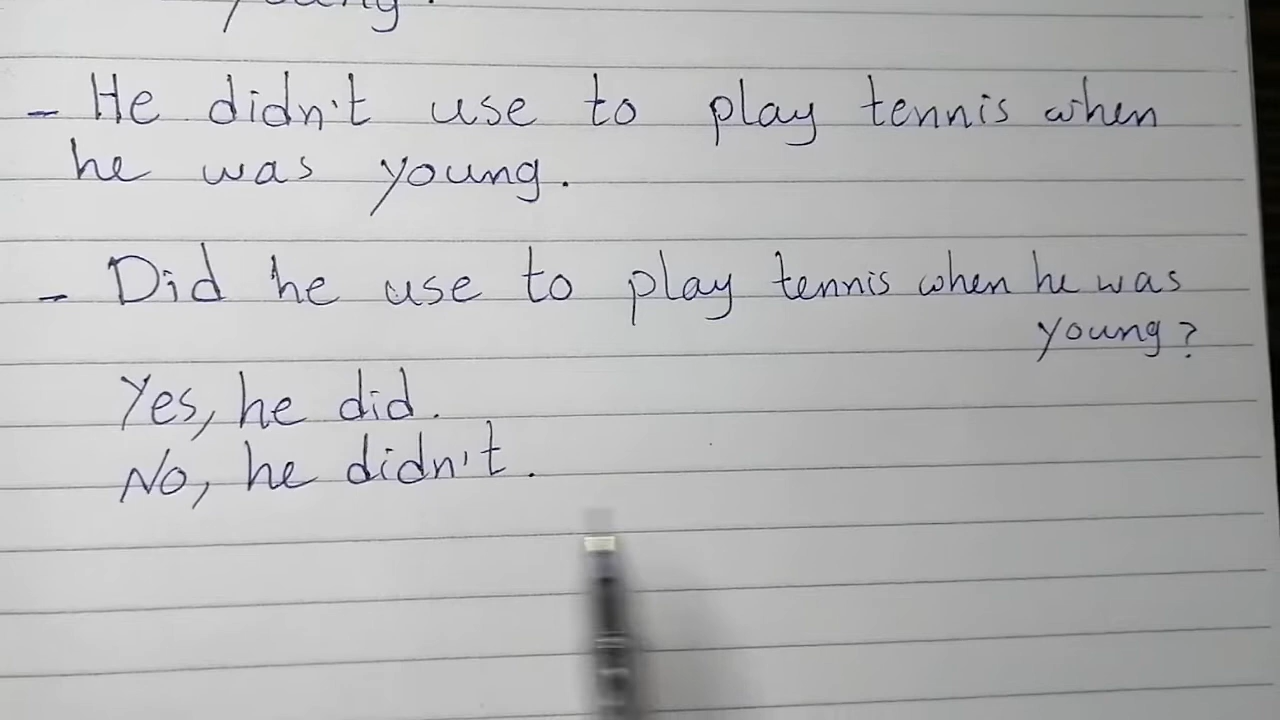 young.
- He didn't use to play tennis when
he was young.
- Did he use to play tennis when he was
young?
Yes, he did.
No, he didn't.